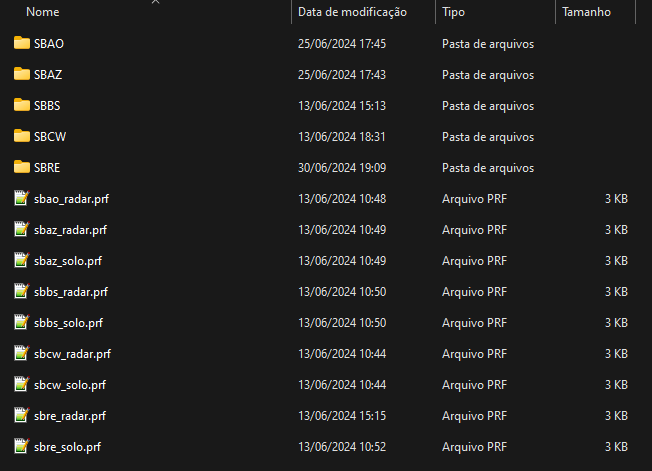 Nome Data de modificação Tipo Tamanho
SBAO 25/06/2024 17:45 Pasta de arquivos
SBAZ 25/06/2024 17:43 Pasta de arquivos
SBBS 13/06/2024 15:13 Pasta de arquivos
SBCW 13/06/2024 18:31 Pasta de arquivos
SBRE 30/06/2024 19:09 Pasta de arquivos
sbao_radar.prf 13/06/2024 10:48 Arquivo PRF 3 KB
sbaz_radar.prf 13/06/2024 10:49 Arquivo PRF 3 KB
sbaz_solo.prf 13/06/2024 10:49 Arquivo PRF 3 KB
sbbs_radar.prf 13/06/2024 10:50 Arquivo PRF 3 KB
sbbs_solo.prf 13/06/2024 10:50 Arquivo PRF 3 KB
sbcw_radar.prf 13/06/2024 10:44 Arquivo PRF 3 KB
sbcw_solo.prf 13/06/2024 10:44 Arquivo PRF 3 KB
sbre_radar.prf 13/06/2024 15:15 Arquivo PRF 3 KB
sbre_solo.prf 13/06/2024 10:52 Arquivo PRF 3 KB